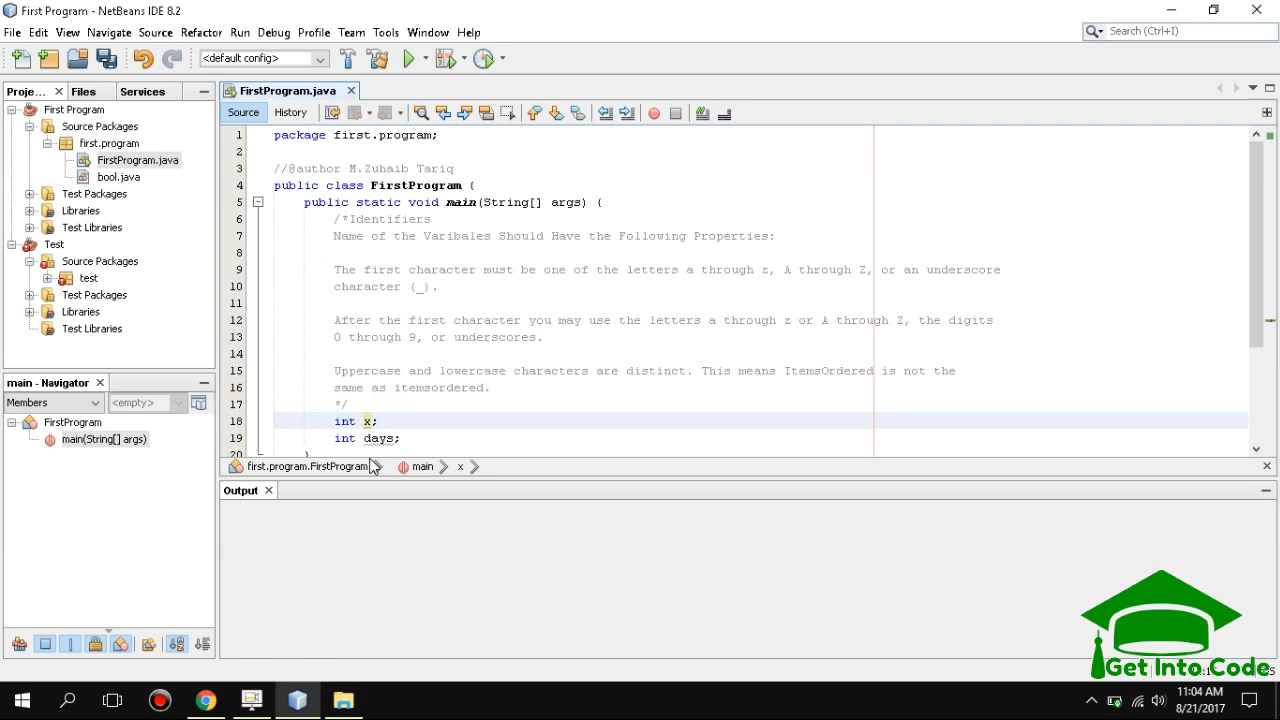 First Program - NetBeans IDE 8.2
File Edit View Navigate Source Refactor Run Debug Profile Team Tools Window Help
Search (Ctrl+I)
<default config>
Proje... Files Services
FirstProgram.java
Source History
First Program
Source Packages
first.program
FirstProgram.java
bool.java
Test Packages
Libraries
Test Libraries
Test
Source Packages
test
Test Packages
Libraries
Test Libraries
1 package first.program;
2
3 //@author M.Zuhaib Tariq
4 public class FirstProgram {
5 public static void main(String[] args) {
6 /*Identifiers
7 Name of the Varibales Should Have the Following Properties:
8
9 The first character must be one of the letters a through z, A through Z, or an underscore
10 character (_).
11
12 After the first character you may use the letters a through z or A through Z, the digits
13 0 through 9, or underscores.
14
15 Uppercase and lowercase characters are distinct. This means ItemsOrdered is not the
16 same as itemsordered.
17 */
18 int x;
19 int days;
20 }
main - Navigator
Members <empty>
FirstProgram
main(String[] args)
first.program.FirstProgram main x
Output
Get Into Code
11:04 AM
8/21/2017